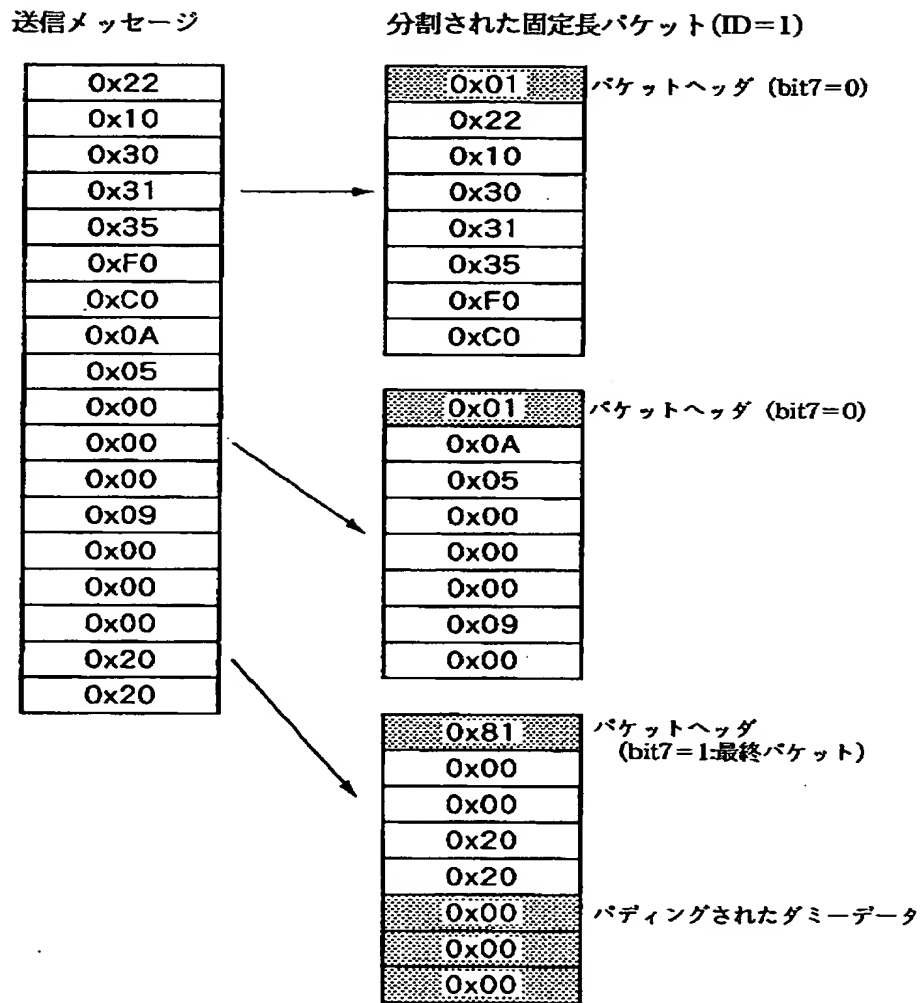 送信メッセージ
0x22
0x10
0x30
0x31
0x35
0xF0
0xC0
0x0A
0x05
0x00
0x00
0x00
0x09
0x00
0x00
0x00
0x20
0x20
分割された固定長パケット(ID=1)
0x01 パケットヘッダ (bit7=0)
0x22
0x10
0x30
0x31
0x35
0xF0
0xC0
0x01 パケットヘッダ (bit7=0)
0x0A
0x05
0x00
0x00
0x00
0x09
0x00
0x81 パケットヘッダ
(bit7=1:最終パケット)
0x00
0x00
0x20
0x20
0x00 パディングされたダミーデータ
0x00
0x00